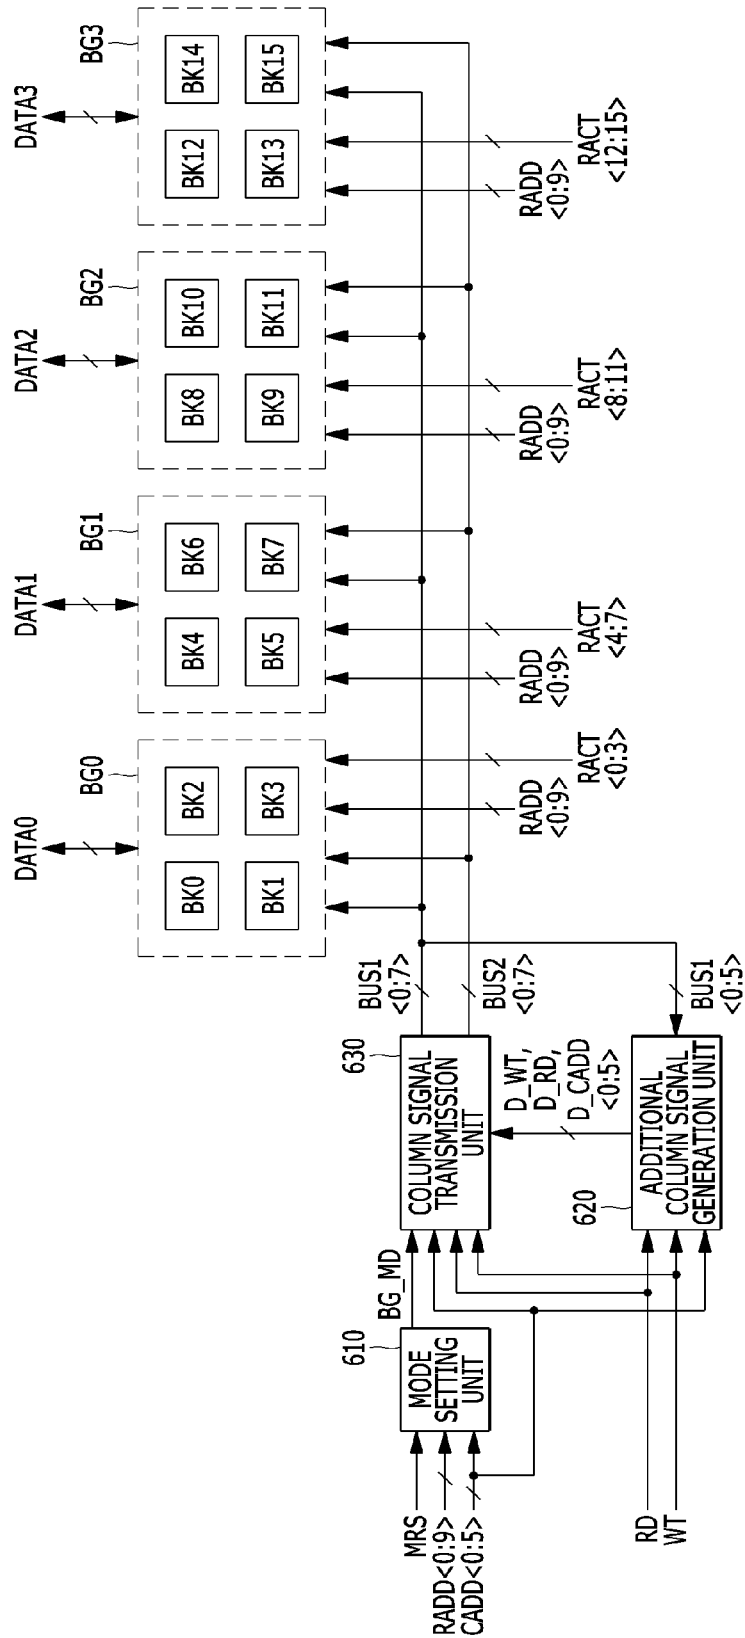 DATA0
DATA1
DATA2
DATA3
BG0
BG1
BG2
BG3
BK0
BK2
BK4
BK6
BK8
BK10
BK12
BK14
BK1
BK3
BK5
BK7
BK9
BK11
BK13
BK15
BUS1
<0:7>
BUS2
<0:7>
RADD
<0:9>
RACT
<0:3>
RADD
<0:9>
RACT
<4:7>
RADD
<0:9>
RACT
<8:11>
RADD
<0:9>
RACT
<12:15>
610
MODE
SETTING
UNIT
BG_MD
630
COLUMN SIGNAL
TRANSMISSION
UNIT
MRS
RADD<0:9>
CADD<0:5>
D_WT,
D_RD,
D_CADD
<0:5>
620
ADDITIONAL
COLUMN SIGNAL
GENERATION UNIT
BUS1
<0:5>
RD
WT